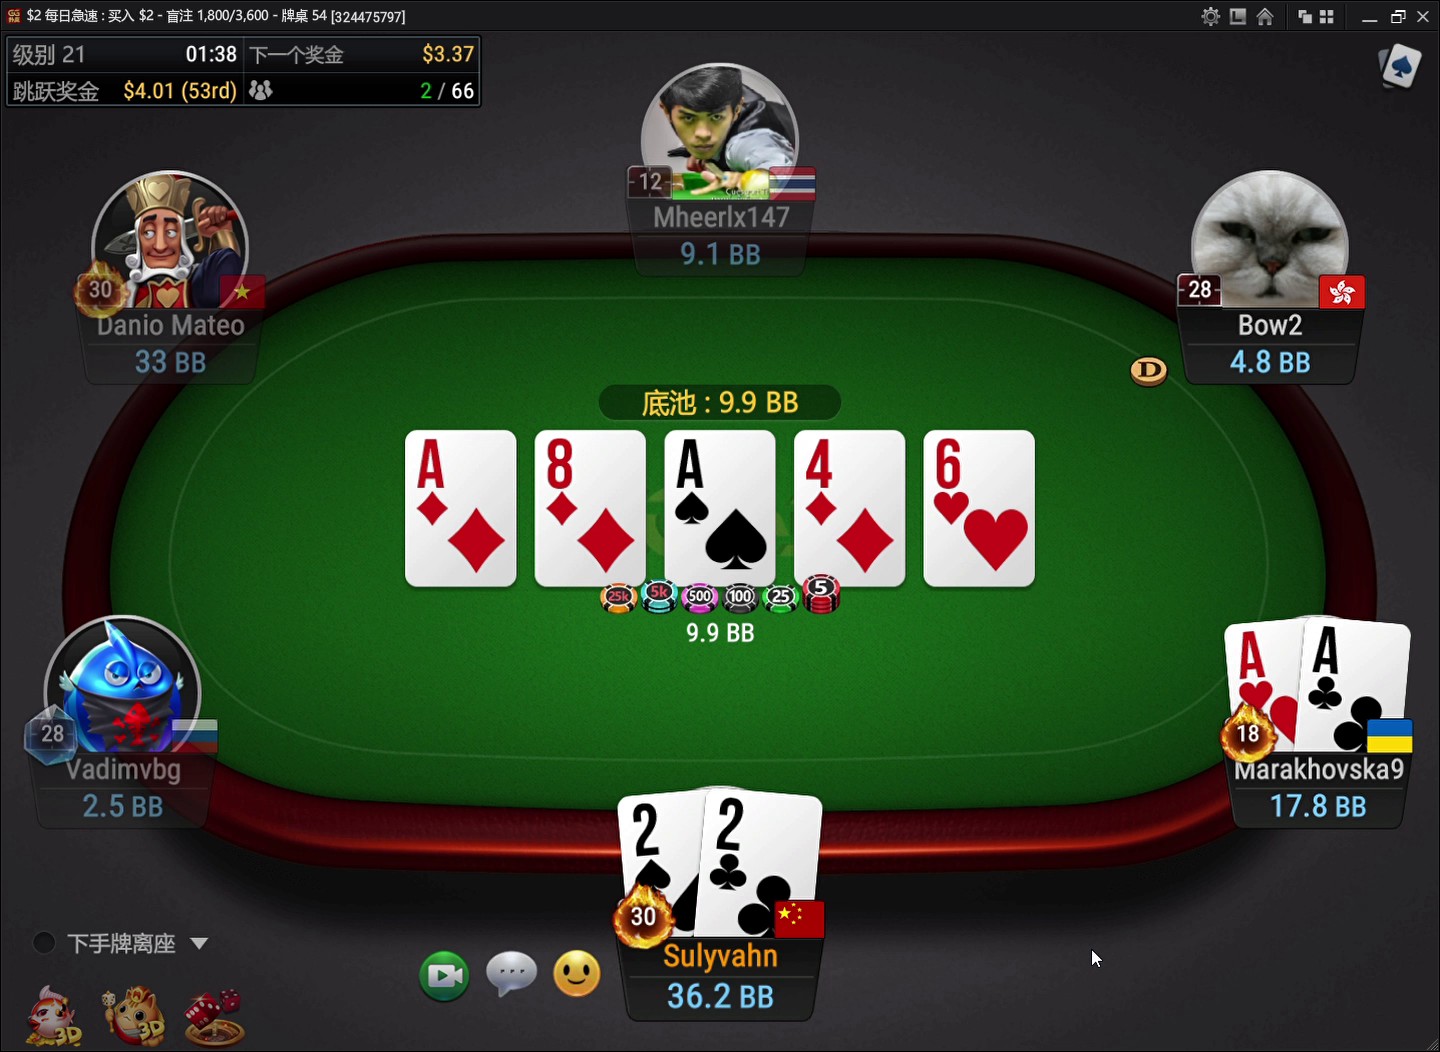 $2 每日急速 : 买入 $2 - 盲注 1,800/3,600 - 牌桌 54 [324475797]
级别 21 01:38 下一个奖金 $3.37
跳跃奖金 $4.01 (53rd) 2 / 66
12
Mheerlx147
9.1 BB
30
Danio Mateo
33 BB
28
Bow2
4.8 BB
D
底池 : 9.9 BB
A 8 A 4 6
25k 5k 500 100 25 5
9.9 BB
A A
18
Marakhovska9
17.8 BB
28
Vadimvbg
2.5 BB
2 2
30
Sulyvahn
36.2 BB
下手牌离座
3D 3D